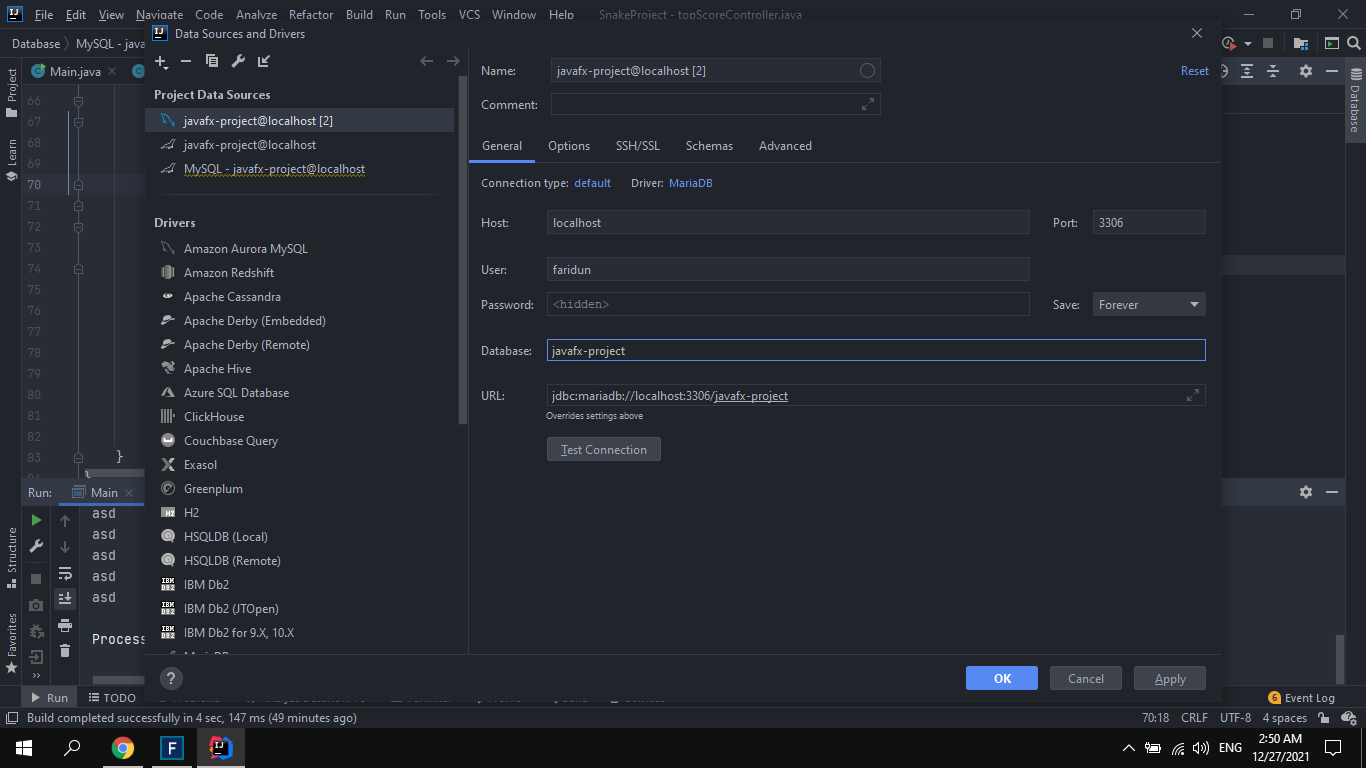 File Edit View Navigate Code Analyze Refactor Build Run Tools VCS Window Help SnakeProject - topScoreController.java
Data Sources and Drivers
Database MySQL - java
Main.java
Project
Learn
Structure
Favorites
Database
66
67
68
69
70
71
72
73
74
75
76
77
78
79
80
81
82
83
}
Project Data Sources
javafx-project@localhost [2]
javafx-project@localhost
MySQL - javafx-project@localhost
Drivers
Amazon Aurora MySQL
Amazon Redshift
Apache Cassandra
Apache Derby (Embedded)
Apache Derby (Remote)
Apache Hive
Azure SQL Database
ClickHouse
Couchbase Query
Exasol
Greenplum
H2
HSQLDB (Local)
HSQLDB (Remote)
IBM Db2
IBM Db2 (JTOpen)
IBM Db2 for 9.X, 10.X
Name: javafx-project@localhost [2] Reset
Comment:
General Options SSH/SSL Schemas Advanced
Connection type: default Driver: MariaDB
Host: localhost Port: 3306
User: faridun
Password: <hidden> Save: Forever
Database: javafx-project
URL: jdbc:mariadb://localhost:3306/javafx-project
Overrides settings above
Test Connection
? OK Cancel Apply
Run: Main
asd
asd
asd
asd
asd
Process
Run TODO 6 Event Log
Build completed successfully in 4 sec, 147 ms (49 minutes ago) 70:18 CRLF UTF-8 4 spaces
ENG 2:50 AM
12/27/2021